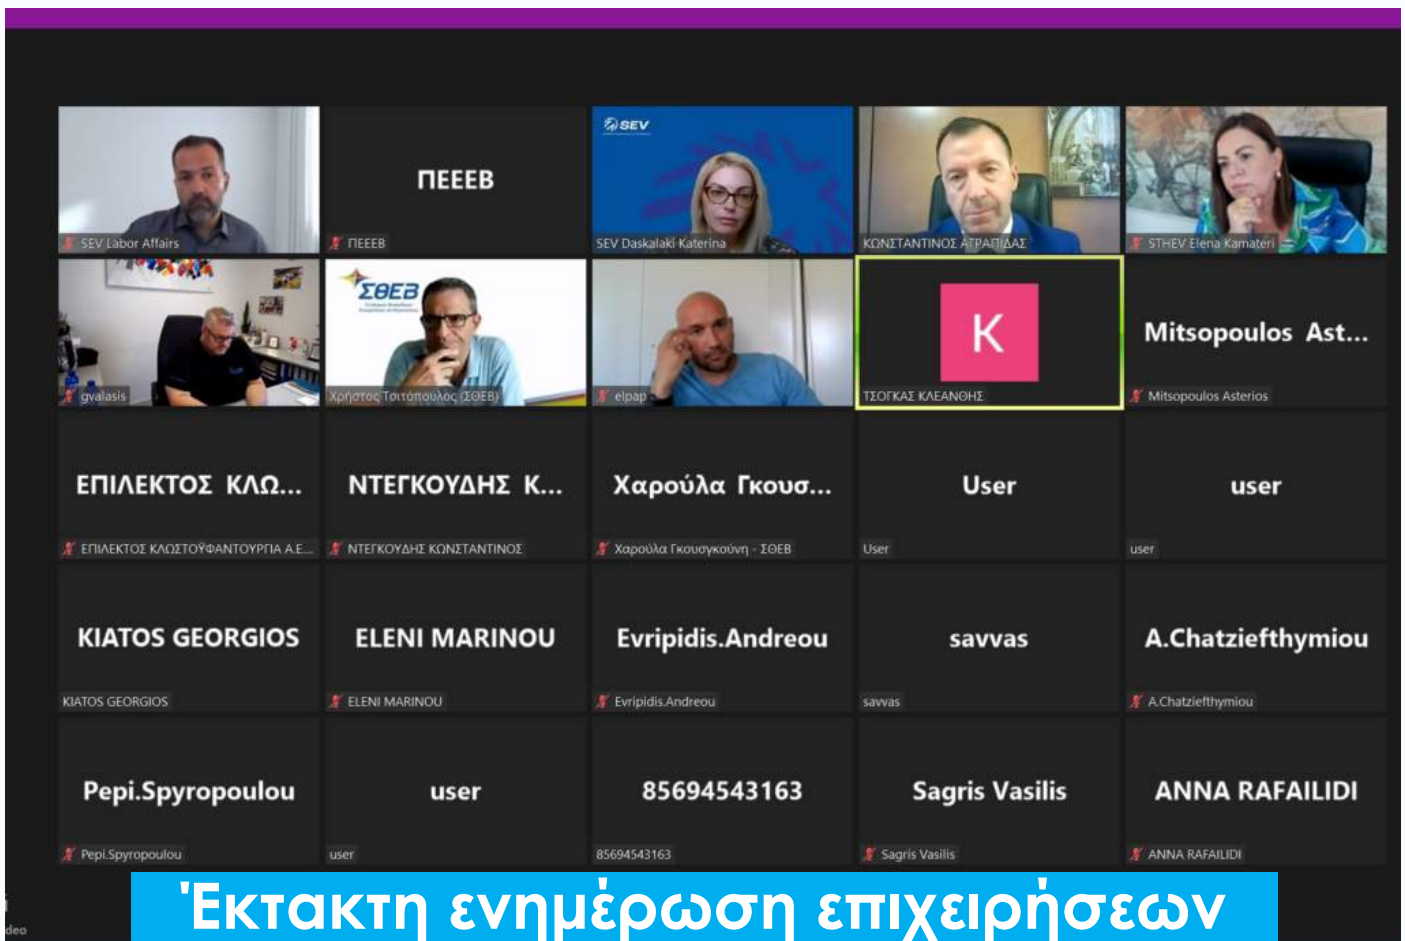 SEV
SEV Labor Affairs
ΠΕΕΕΒ
ΠΕΕΕΒ
SEV Daskalaki Katerina
ΚΩΝΣΤΑΝΤΙΝΟΣ ΑΤΡΑΠΙΔΑΣ
STHEV Elena Kamateri
gvalasis
ΣΘΕΒ
Χρήστος Τσιτόπουλος (ΣΘΕΒ)
elpap
K
ΤΣΟΓΚΑΣ ΚΛΕΑΝΘΗΣ
Mitsopoulos Ast...
Mitsopoulos Asterios
ΕΠΙΛΕΚΤΟΣ ΚΛΩ...
ΕΠΙΛΕΚΤΟΣ ΚΛΩΣΤΟΫΦΑΝΤΟΥΡΓΙΑ Α.Ε...
ΝΤΕΓΚΟΥΔΗΣ Κ...
ΝΤΕΓΚΟΥΔΗΣ ΚΩΝΣΤΑΝΤΙΝΟΣ
Χαρούλα Γκουσ...
Χαρούλα Γκουσγκούνη - ΣΘΕΒ
User
User
user
user
KIATOS GEORGIOS
KIATOS GEORGIOS
ELENI MARINOU
ELENI MARINOU
Evripidis.Andreou
Evripidis.Andreou
savvas
savvas
A.Chatziefthymiou
A.Chatziefthymiou
Pepi.Spyropoulou
Pepi.Spyropoulou
user
user
85694543163
85694543163
Sagris Vasilis
Sagris Vasilis
ANNA RAFAILIDI
ANNA RAFAILIDI
deo
Έκτακτη ενημέρωση επιχειρήσεων